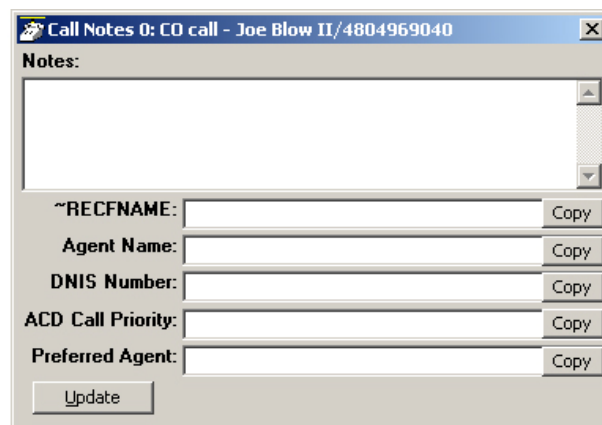 Call Notes 0: CO call - Joe Blow II/4804969040
Notes:
~RECFNAME: Copy
Agent Name: Copy
DNIS Number: Copy
ACD Call Priority: Copy
Preferred Agent: Copy
Update